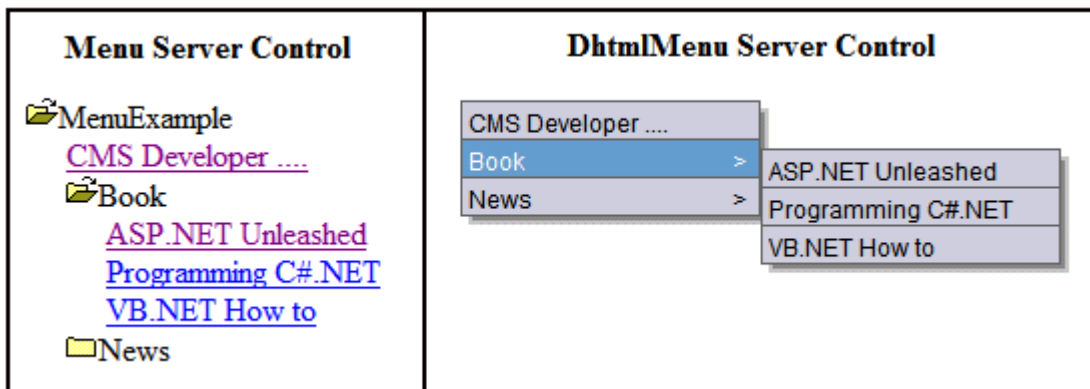 Menu Server Control
MenuExample
CMS Developer ....
Book
ASP.NET Unleashed
Programming C#.NET
VB.NET How to
News
DhtmlMenu Server Control
CMS Developer ....
Book >
News >
ASP.NET Unleashed
Programming C#.NET
VB.NET How to